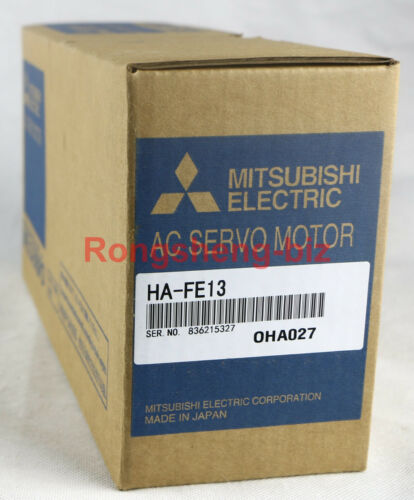 MITSUBISHI
ELECTRIC
AC SERVO MOTOR
Rongsheng-biz
HA-FE13
SER. NO. 836215327
OHA027
MITSUBISHI ELECTRIC CORPORATION
MADE IN JAPAN